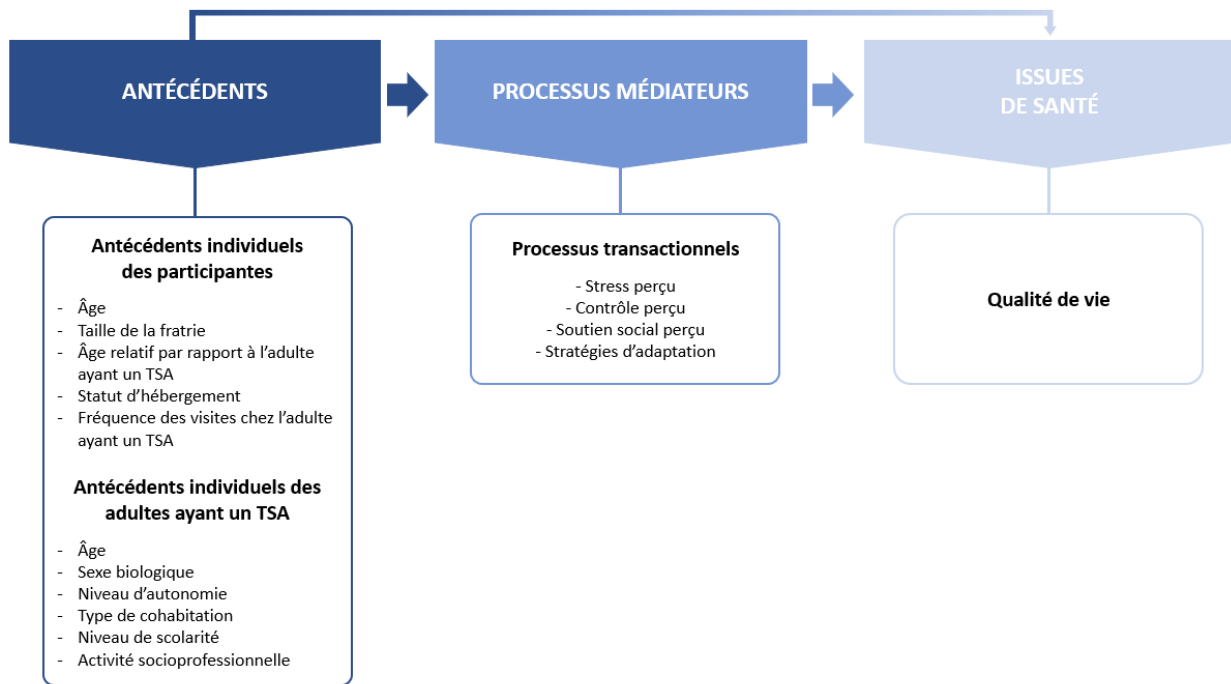 ANTÉCÉDENTS
PROCESSUS MÉDIATEURS
ISSUES
DE SANTÉ
Antécédents individuels
des participantes
- Âge
- Taille de la fratrie
- Âge relatif par rapport à l'adulte
ayant un TSA
- Statut d'hébergement
- Fréquence des visites chez l'adulte
ayant un TSA
Antécédents individuels des
adultes ayant un TSA
- Âge
- Sexe biologique
- Niveau d'autonomie
- Type de cohabitation
- Niveau de scolarité
- Activité socioprofessionnelle
Processus transactionnels
- Stress perçu
- Contrôle perçu
- Soutien social perçu
- Stratégies d'adaptation
Qualité de vie